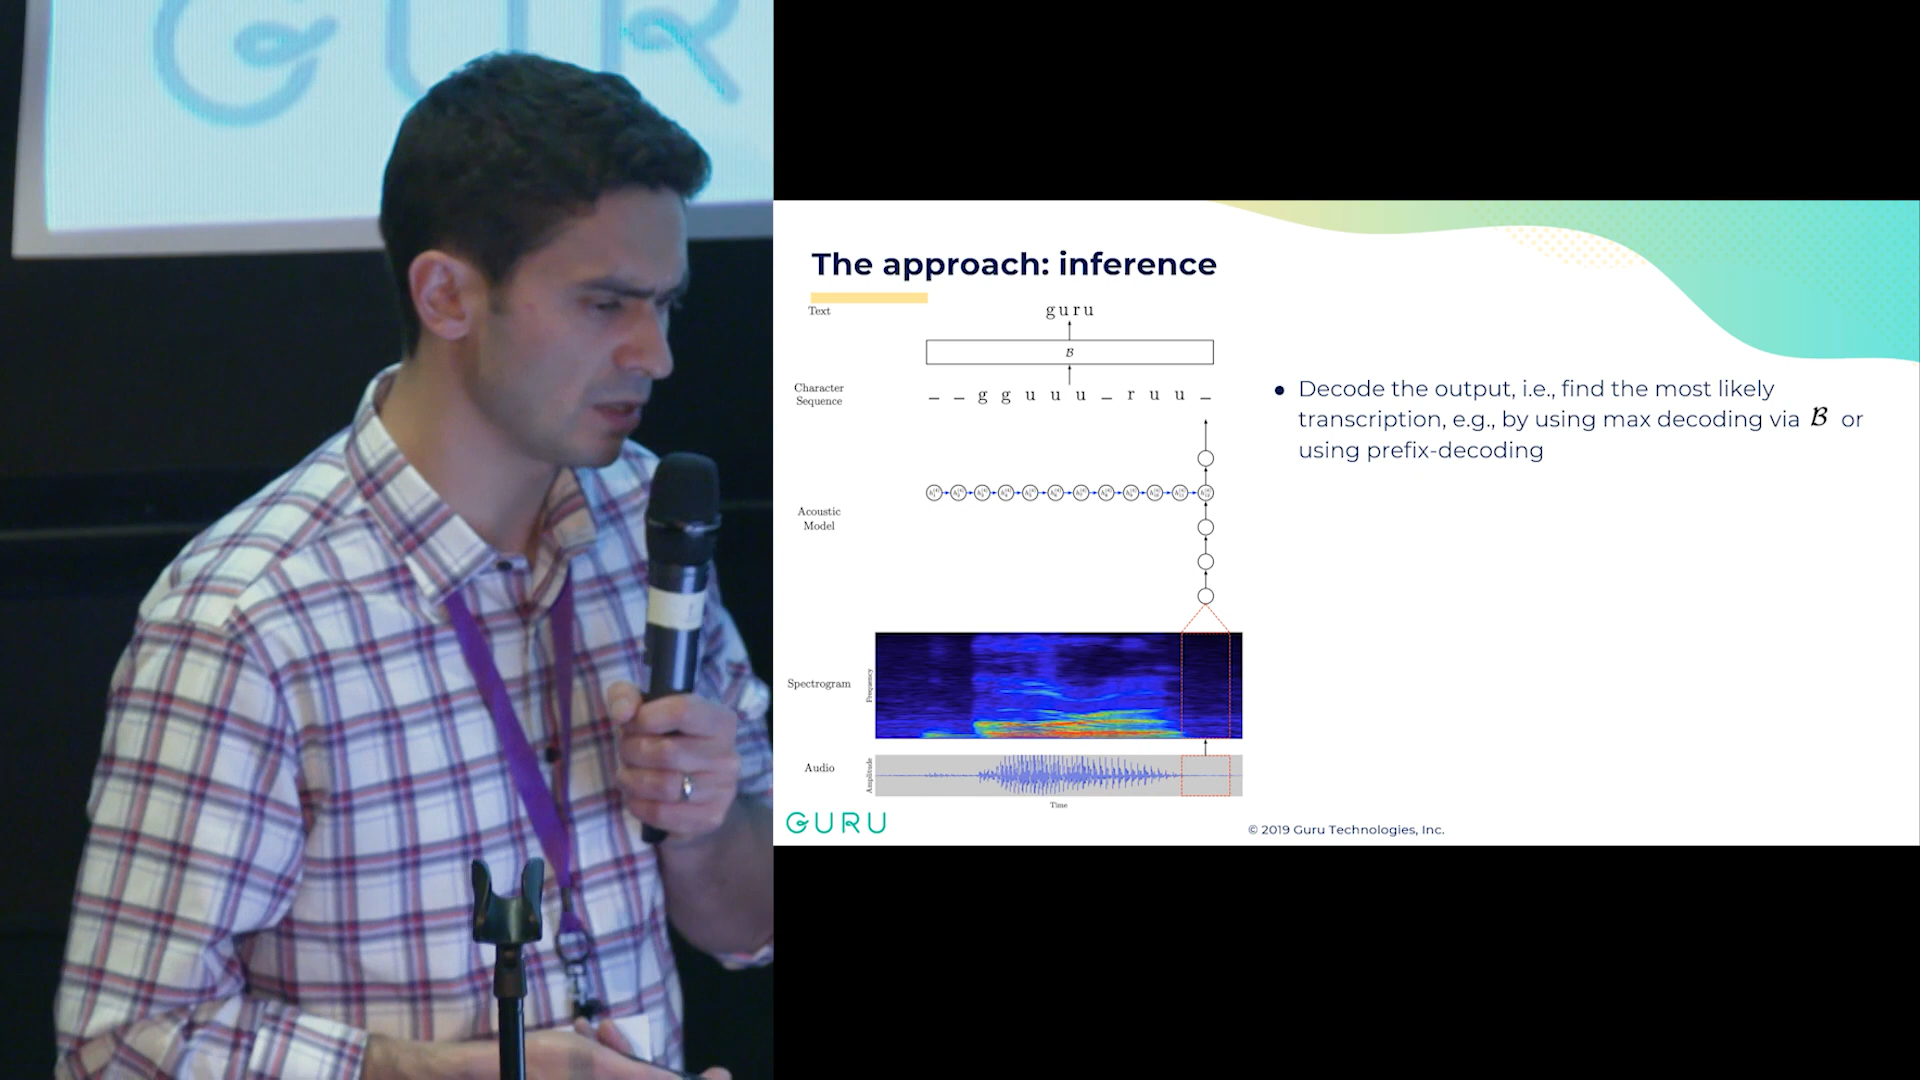 GUR
The approach: inference
Text
guru
B
Character
Sequence
_ _ g g u u u _ r u u _
Acoustic
Model
Spectrogram
Frequency
Audio
Amplitude
Time
GURU
© 2019 Guru Technologies, Inc.
• Decode the output, i.e., find the most likely
transcription, e.g., by using max decoding via B or
using prefix-decoding